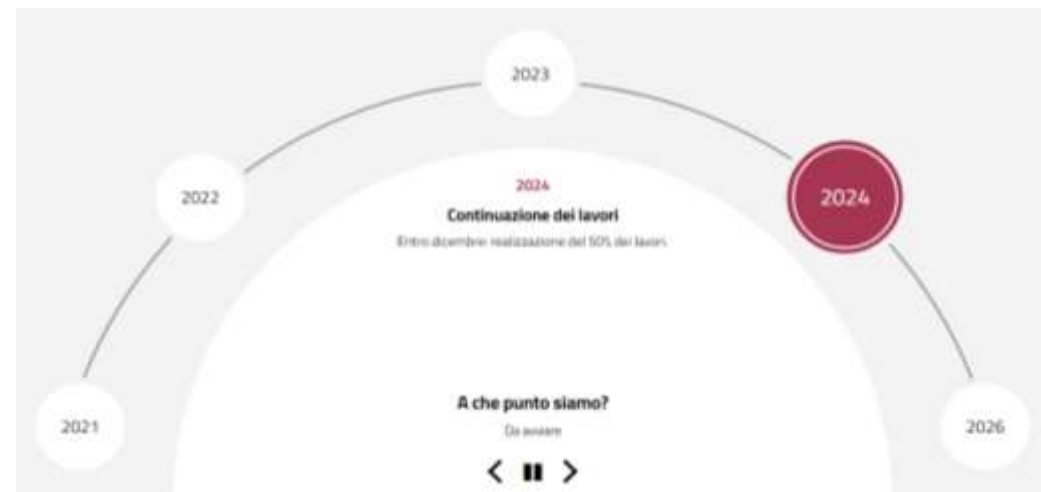 2023
2022
2024
2024
Continuazione dei lavori
Entro dicembre realizzazione del 50% dei lavori.
A che punto siamo?
Da avviare
2021
2026